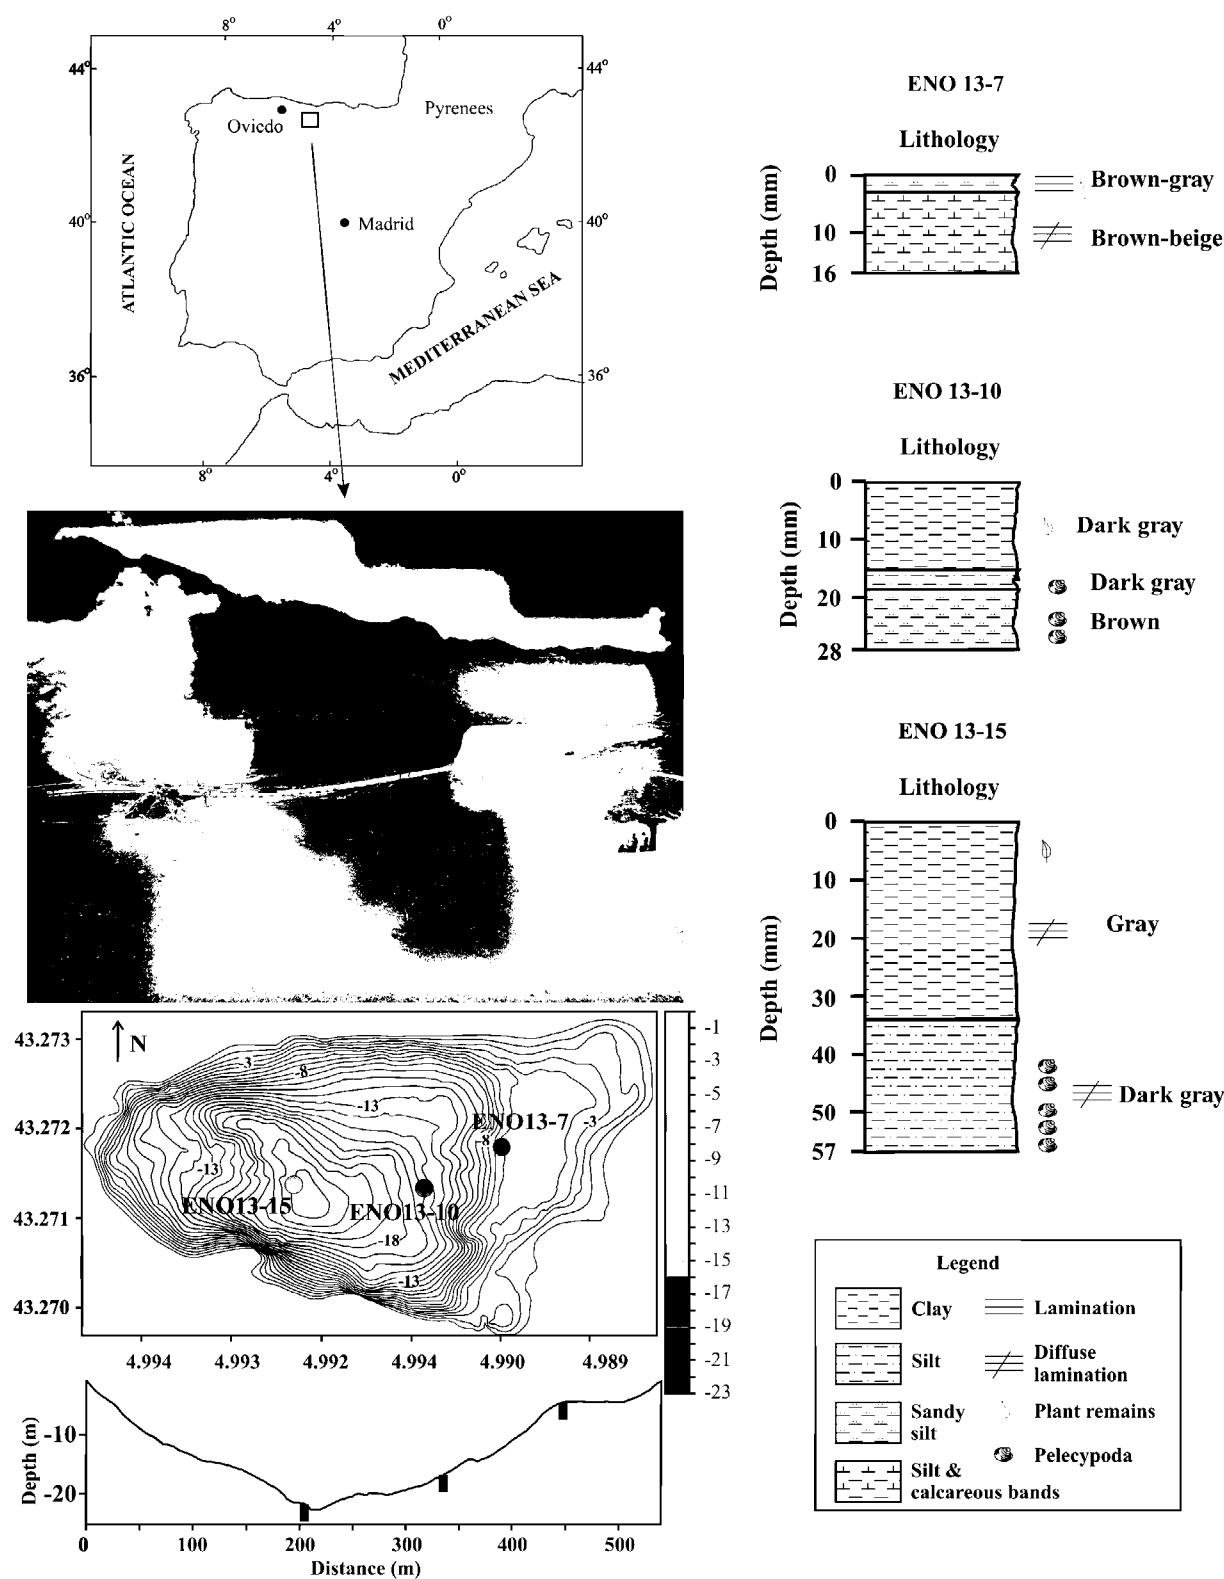 8° 4° 0°
44° 44°
Pyrenees
Oviedo
ATLANTIC OCEAN
40° 40°
Madrid
MEDITERRANEAN SEA
36° 36°
8° 4° 0°
43.273
43.272
43.271
43.270
N
-3
-8
-13
ENO13-7
-8
-3
-13
ENO13-15
ENO13-10
-18
-13
4.994 4.993 4.992 4.994 4.990 4.989
-1
-3
-5
-7
-9
-11
-13
-15
-17
-19
-21
-23
Depth (m)
-10
-20
0 100 200 300 400 500
Distance (m)
ENO 13-7
Lithology
Depth (mm)
0
10
16
Brown-gray
Brown-beige
ENO 13-10
Lithology
Depth (mm)
0
10
20
28
Dark gray
Dark gray
Brown
ENO 13-15
Lithology
Depth (mm)
0
10
20
30
40
50
57
Gray
Dark gray
Legend
Clay
Lamination
Silt
Diffuse
lamination
Sandy
silt
Plant remains
Pelecypoda
Silt &
calcareous bands